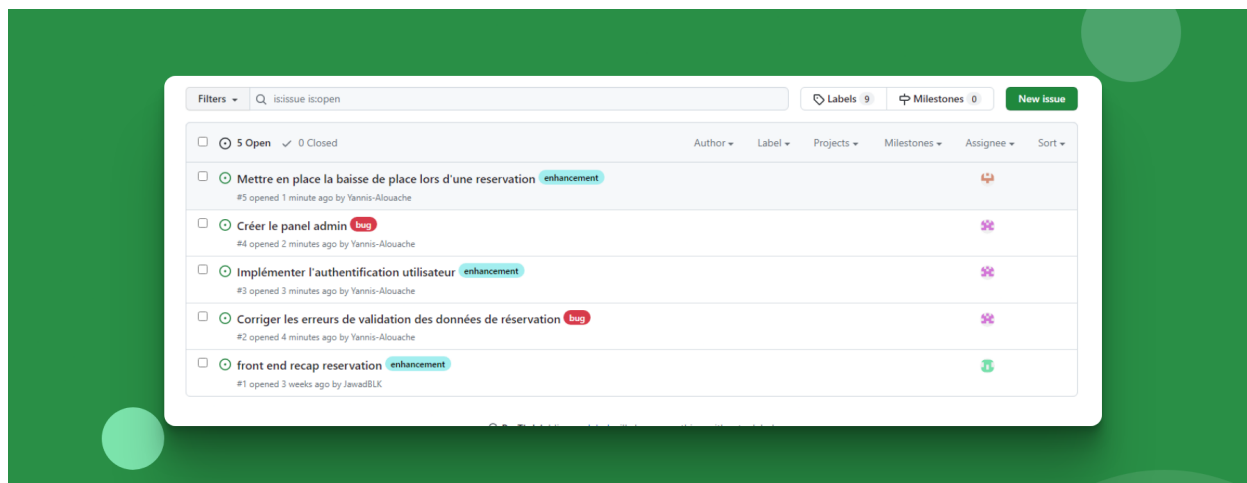 Filters is:issue is:open Labels 9 Milestones 0 New issue
5 Open 0 Closed Author Label Projects Milestones Assignee Sort
Mettre en place la baisse de place lors d'une reservation enhancement
#5 opened 1 minute ago by Yannis-Alouache
Créer le panel admin bug
#4 opened 2 minutes ago by Yannis-Alouache
Implémenter l'authentification utilisateur enhancement
#3 opened 3 minutes ago by Yannis-Alouache
Corriger les erreurs de validation des données de réservation bug
#2 opened 4 minutes ago by Yannis-Alouache
front end recap reservation enhancement
#1 opened 3 weeks ago by JawadBLK